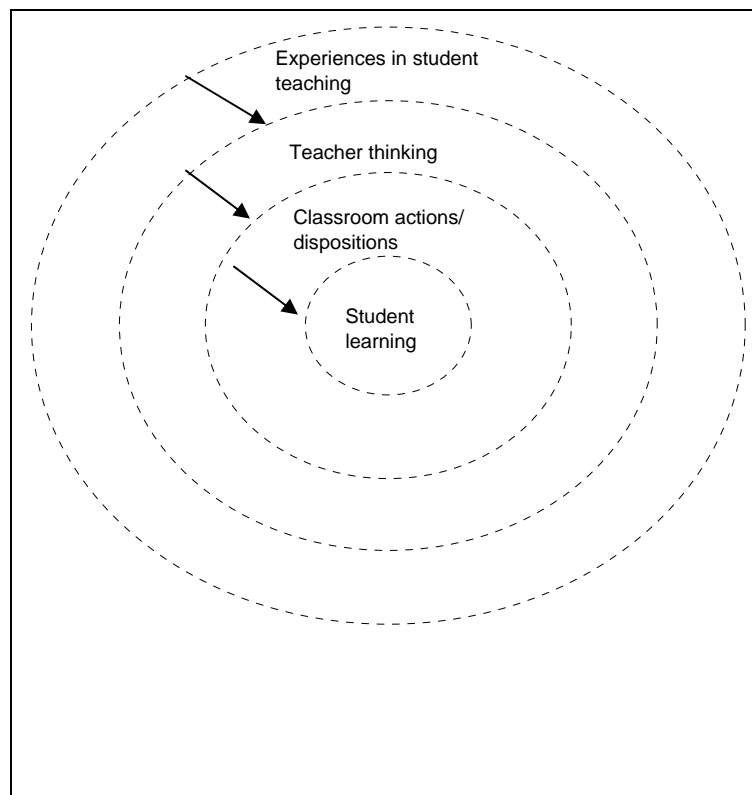 Experiences in student
teaching
Teacher thinking
Classroom actions/
dispositions
Student
learning